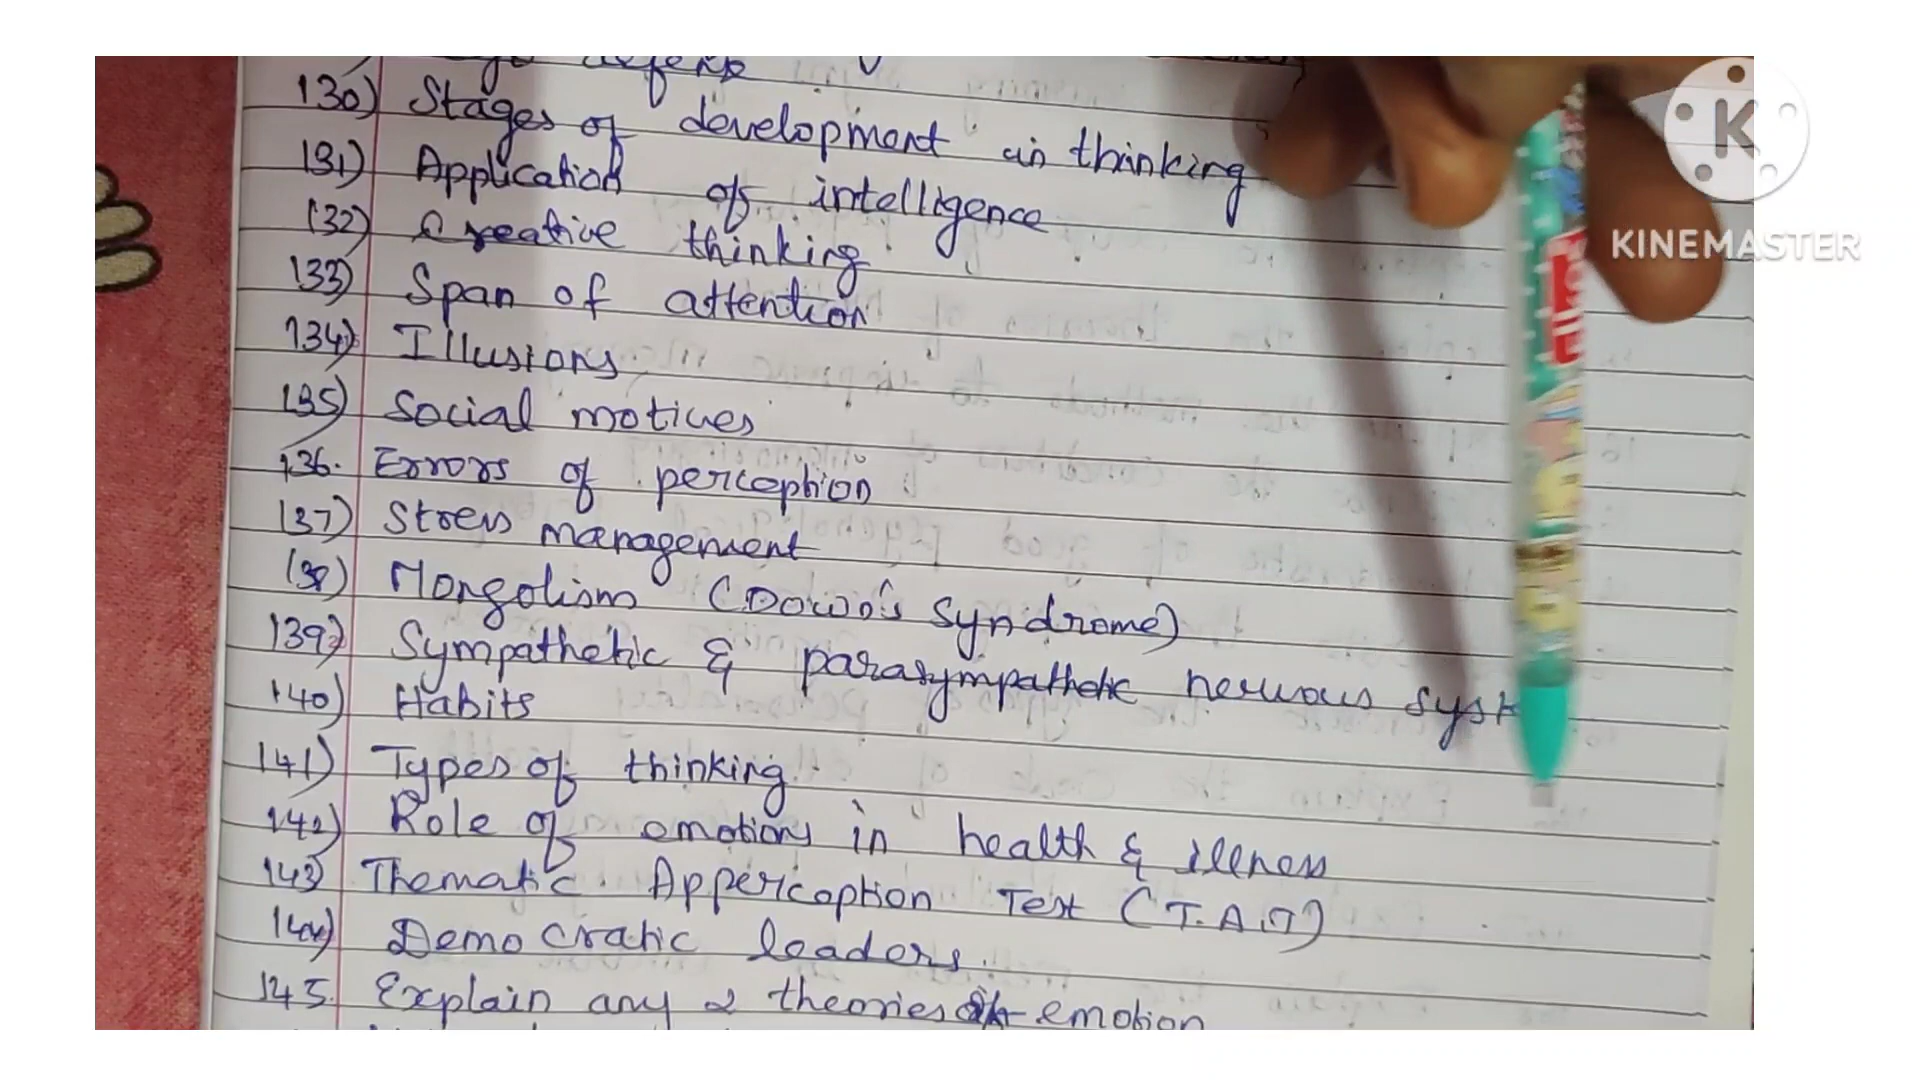 130) Stages of development in thinking
131) Application of intelligence
132) Creative thinking
133) Span of attention
134) Illusions
135) Social motives
136. Errors of perception
137) Stress management
138) Mongolism (Down's Syndrome)
139) Sympathetic & parasympathetic nervous syst
140) Habits
141) Types of thinking
142) Role of emotions in health & illness
143) Thematic Apperception Test (T.A.T)
144) Democratic leaders.
145. Explain any 2 theories of emotion
K
KINEMASTER